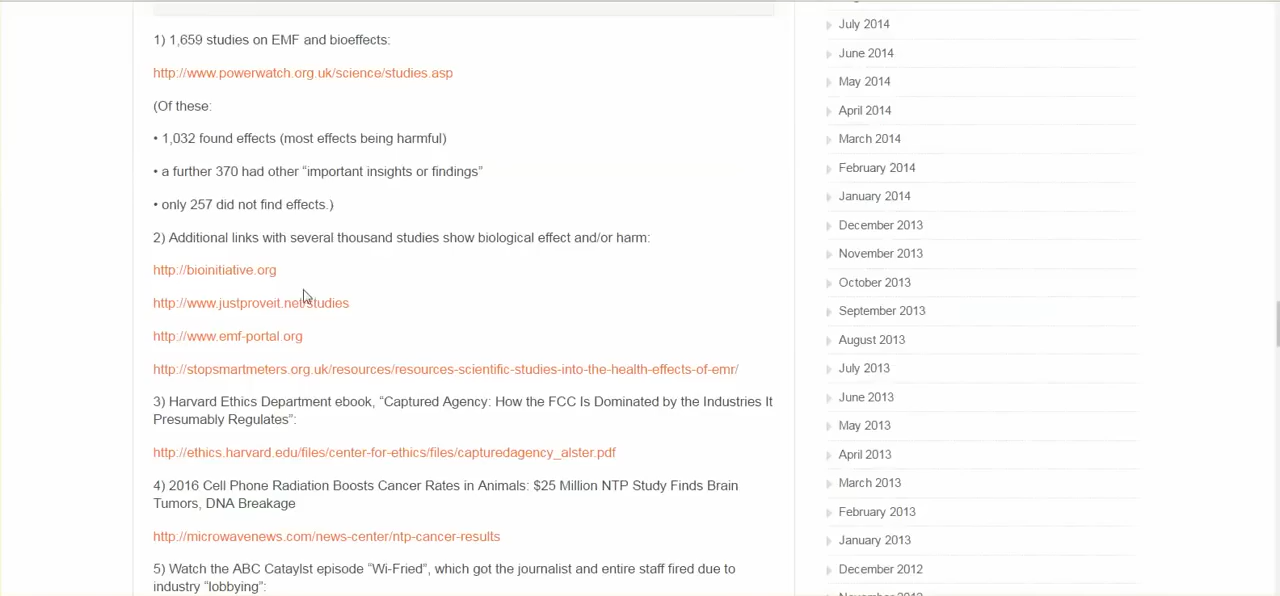 1) 1,659 studies on EMF and bioeffects:
http://www.powerwatch.org.uk/science/studies.asp
(Of these:
• 1,032 found effects (most effects being harmful)
• a further 370 had other “important insights or findings”
• only 257 did not find effects.)
2) Additional links with several thousand studies show biological effect and/or harm:
http://bioinitiative.org
http://www.justproveit.net/studies
http://www.emf-portal.org
http://stopsmartmeters.org.uk/resources/resources-scientific-studies-into-the-health-effects-of-emr/
3) Harvard Ethics Department ebook, “Captured Agency: How the FCC Is Dominated by the Industries It
Presumably Regulates”:
http://ethics.harvard.edu/files/center-for-ethics/files/capturedagency_alster.pdf
4) 2016 Cell Phone Radiation Boosts Cancer Rates in Animals: $25 Million NTP Study Finds Brain
Tumors, DNA Breakage
http://microwavenews.com/news-center/ntp-cancer-results
5) Watch the ABC Cataylst episode “Wi-Fried”, which got the journalist and entire staff fired due to
industry “lobbying”:
July 2014
June 2014
May 2014
April 2014
March 2014
February 2014
January 2014
December 2013
November 2013
October 2013
September 2013
August 2013
July 2013
June 2013
May 2013
April 2013
March 2013
February 2013
January 2013
December 2012
November 2012